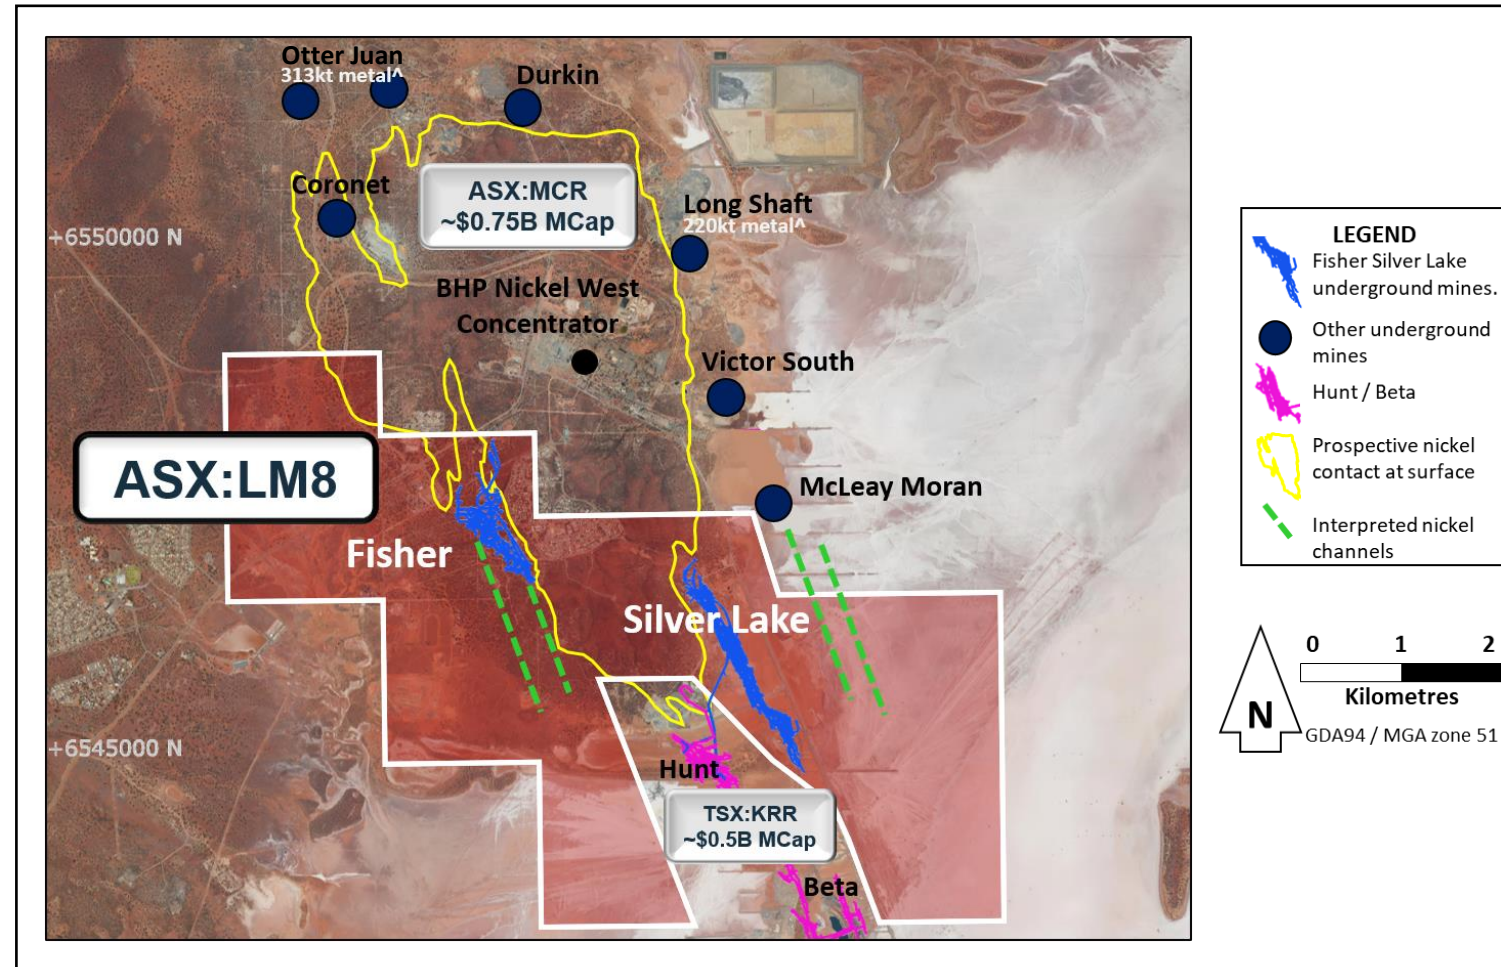 Otter Juan
313kt metal^
Durkin
Coronet
ASX:MCR
~$0.75B MCap
Long Shaft
220kt metal^
+6550000 N
BHP Nickel West
Concentrator
Victor South
ASX:LM8
McLeay Moran
Fisher
Silver Lake
+6545000 N
Hunt
TSX:KRR
~$0.5B MCap
Beta
LEGEND
Fisher Silver Lake
underground mines.
Other underground
mines
Hunt / Beta
Prospective nickel
contact at surface
Interpreted nickel
channels
0 1 2
Kilometres
N
GDA94 / MGA zone 51